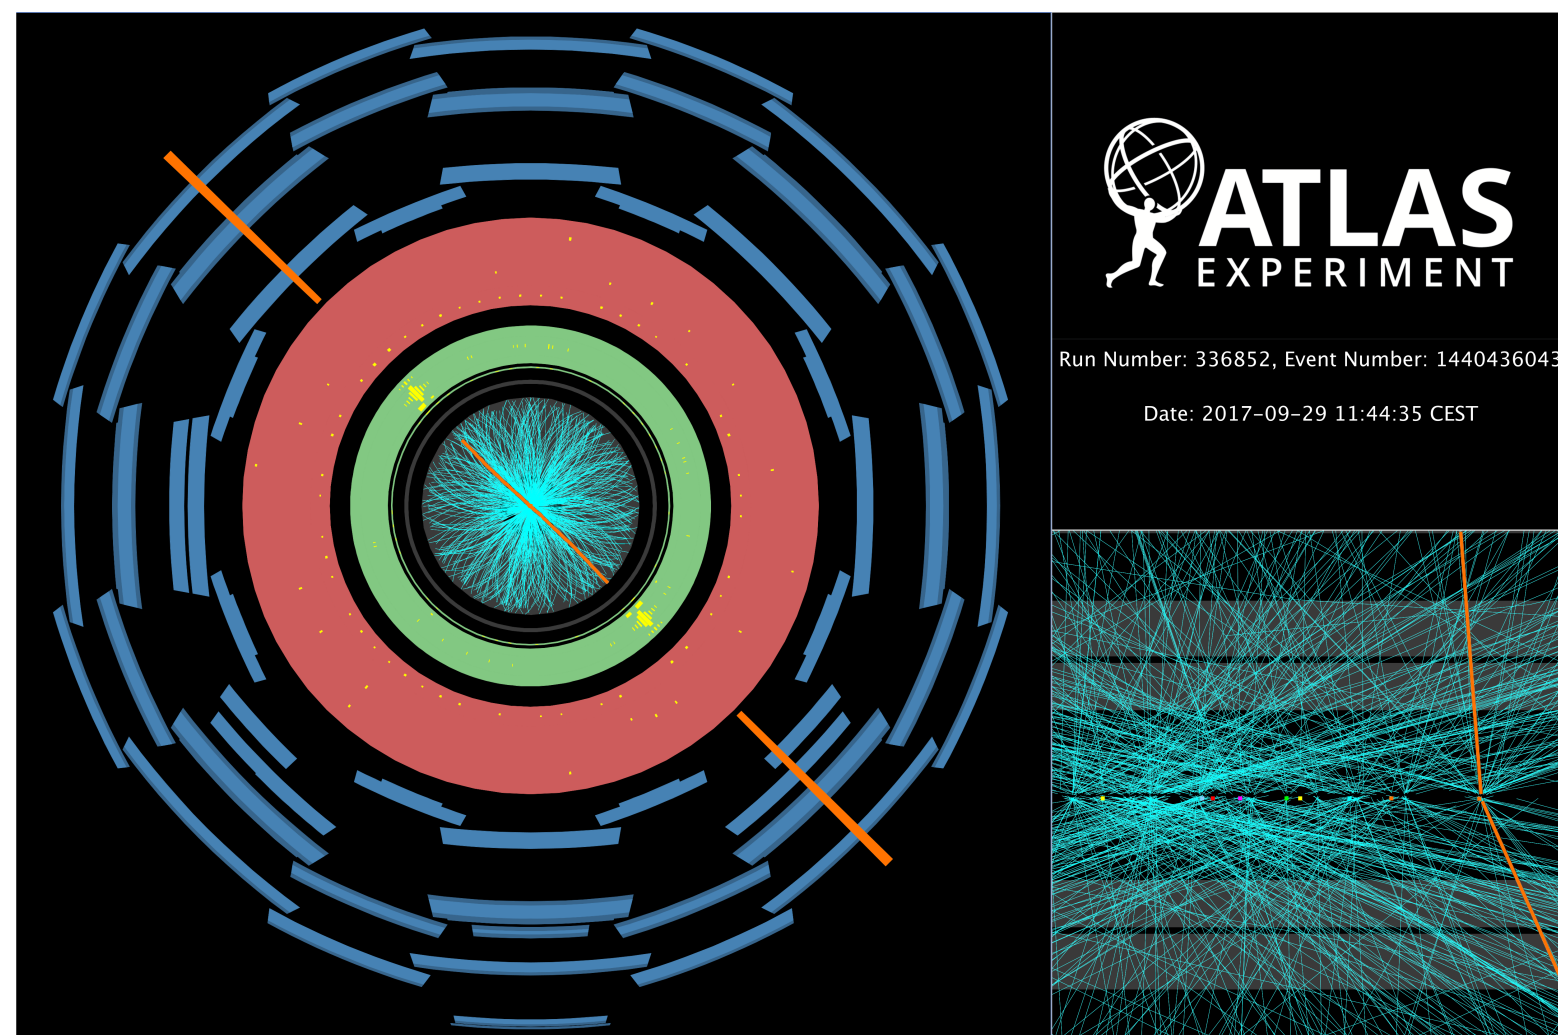 ATLAS
EXPERIMENT
Run Number: 336852, Event Number: 1440436043
Date: 2017-09-29 11:44:35 CEST